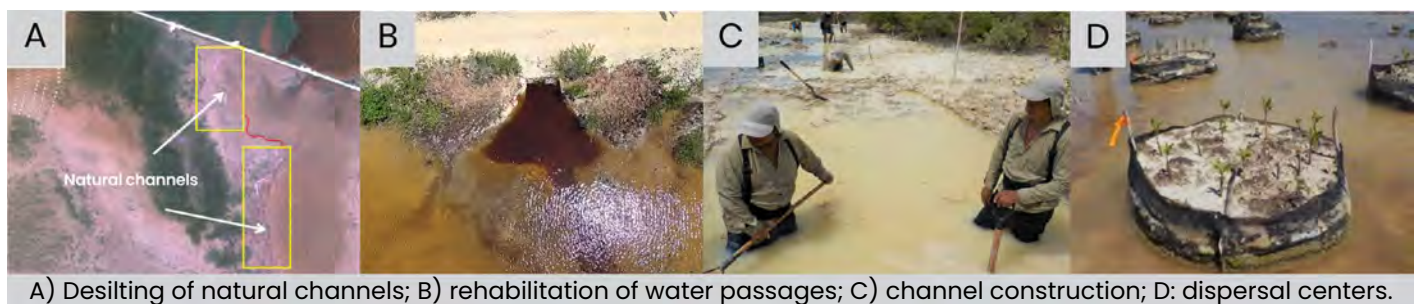 A
B
C
D
Natural channels
A) Desilting of natural channels; B) rehabilitation of water passages; C) channel construction; D: dispersal centers.